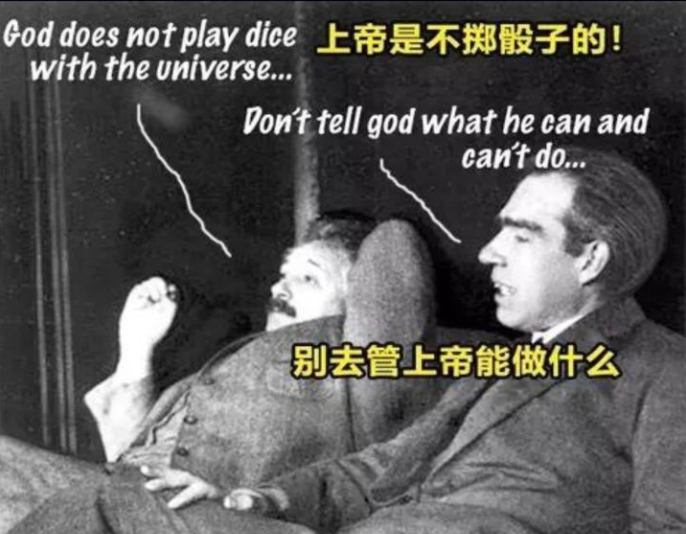 God does not play dice
with the universe...
上帝是不掷骰子的！
Don't tell god what he can and
can't do...
别去管上帝能做什么